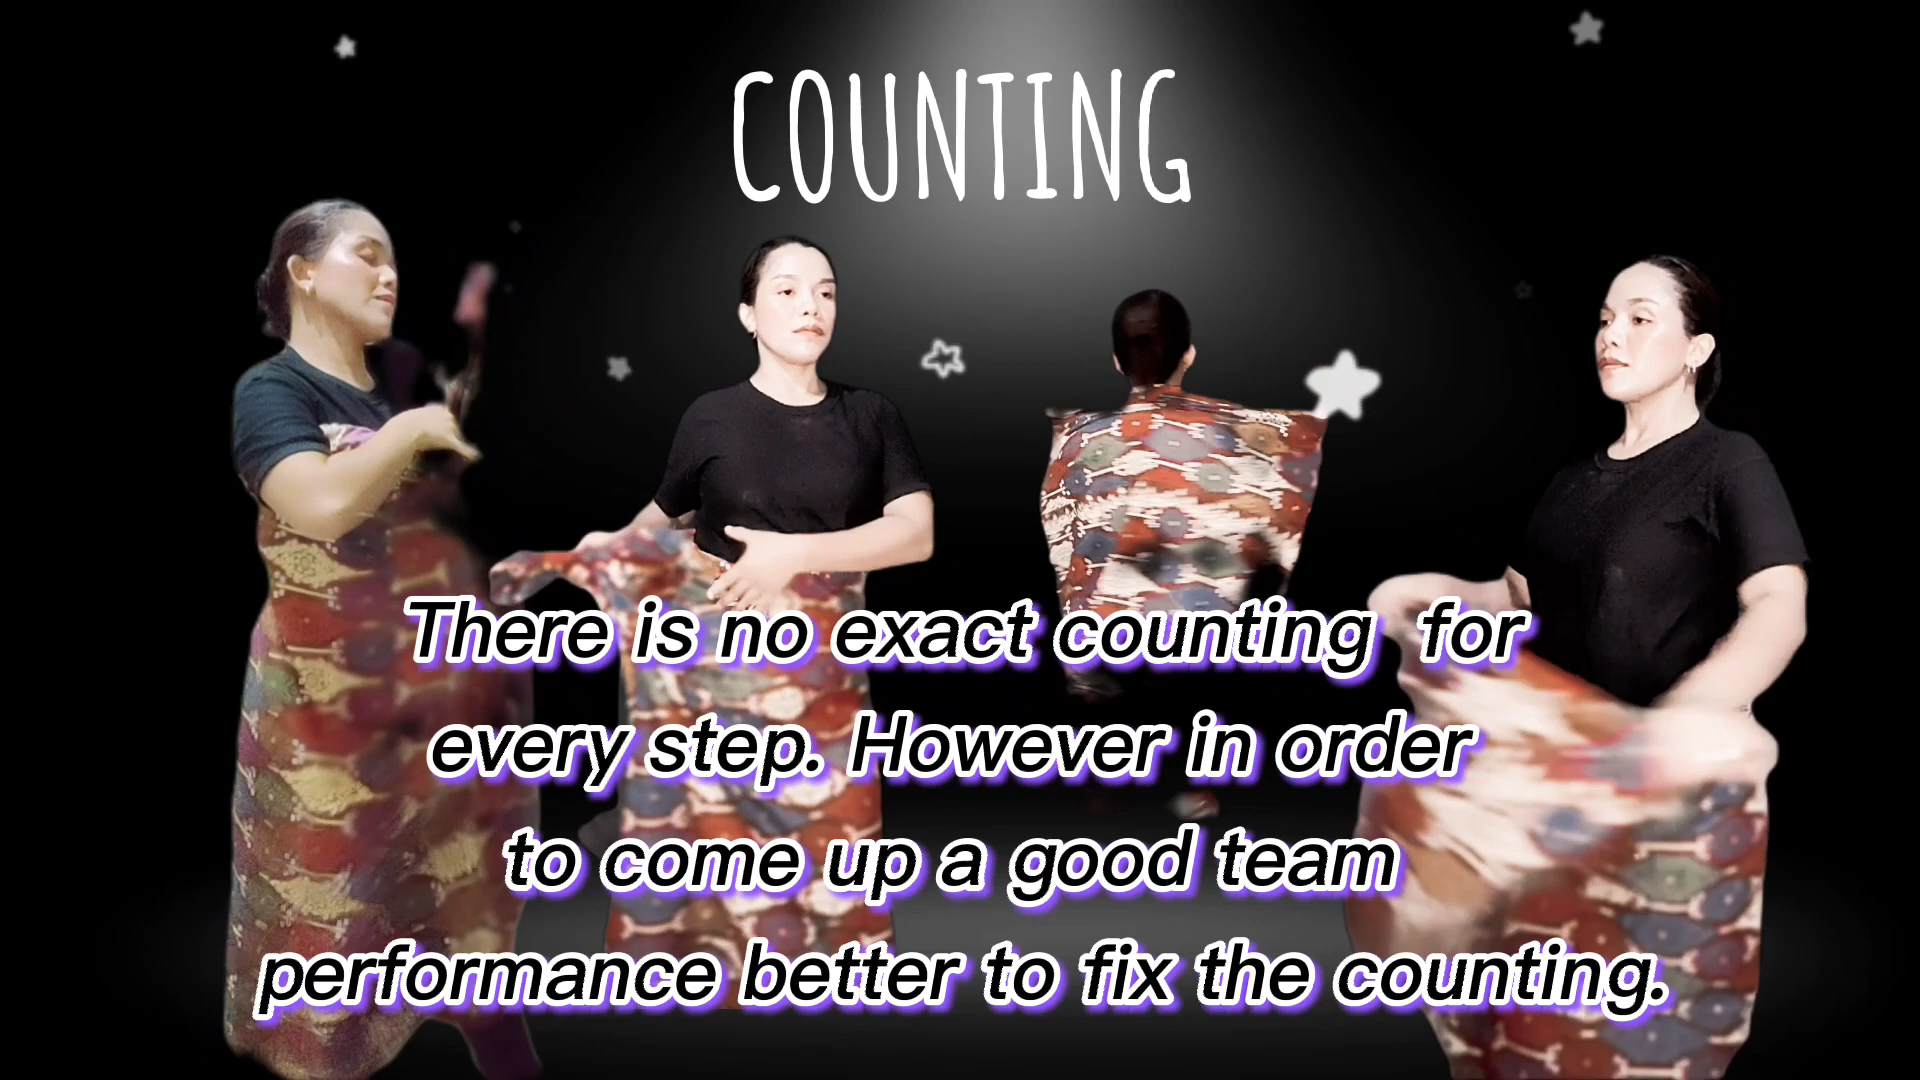 COUNTING
There is no exact counting for
every step. However in order
to come up a good team
performance better to fix the counting.